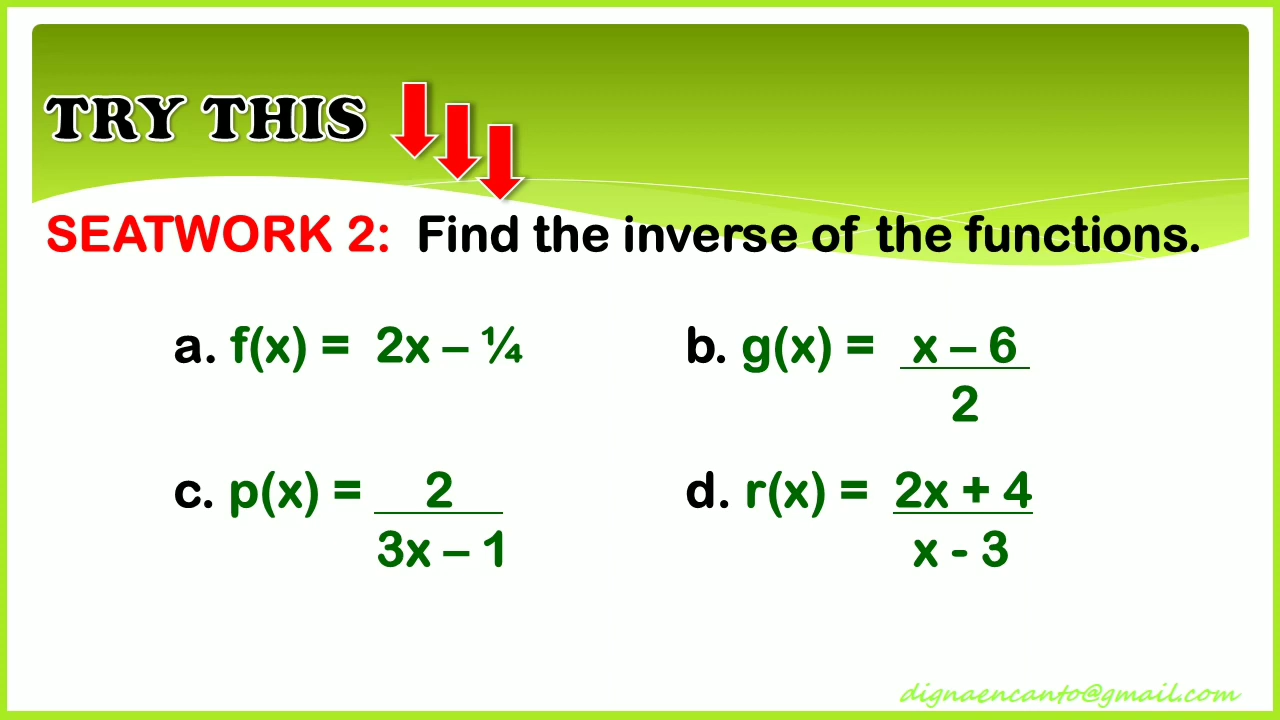 TRY THIS
SEATWORK 2: Find the inverse of the functions.
a. f(x) = 2x – ¼
b. g(x) = x – 6
2
c. p(x) = 2
3x – 1
d. r(x) = 2x + 4
x - 3
dignaencanto@gmail.com